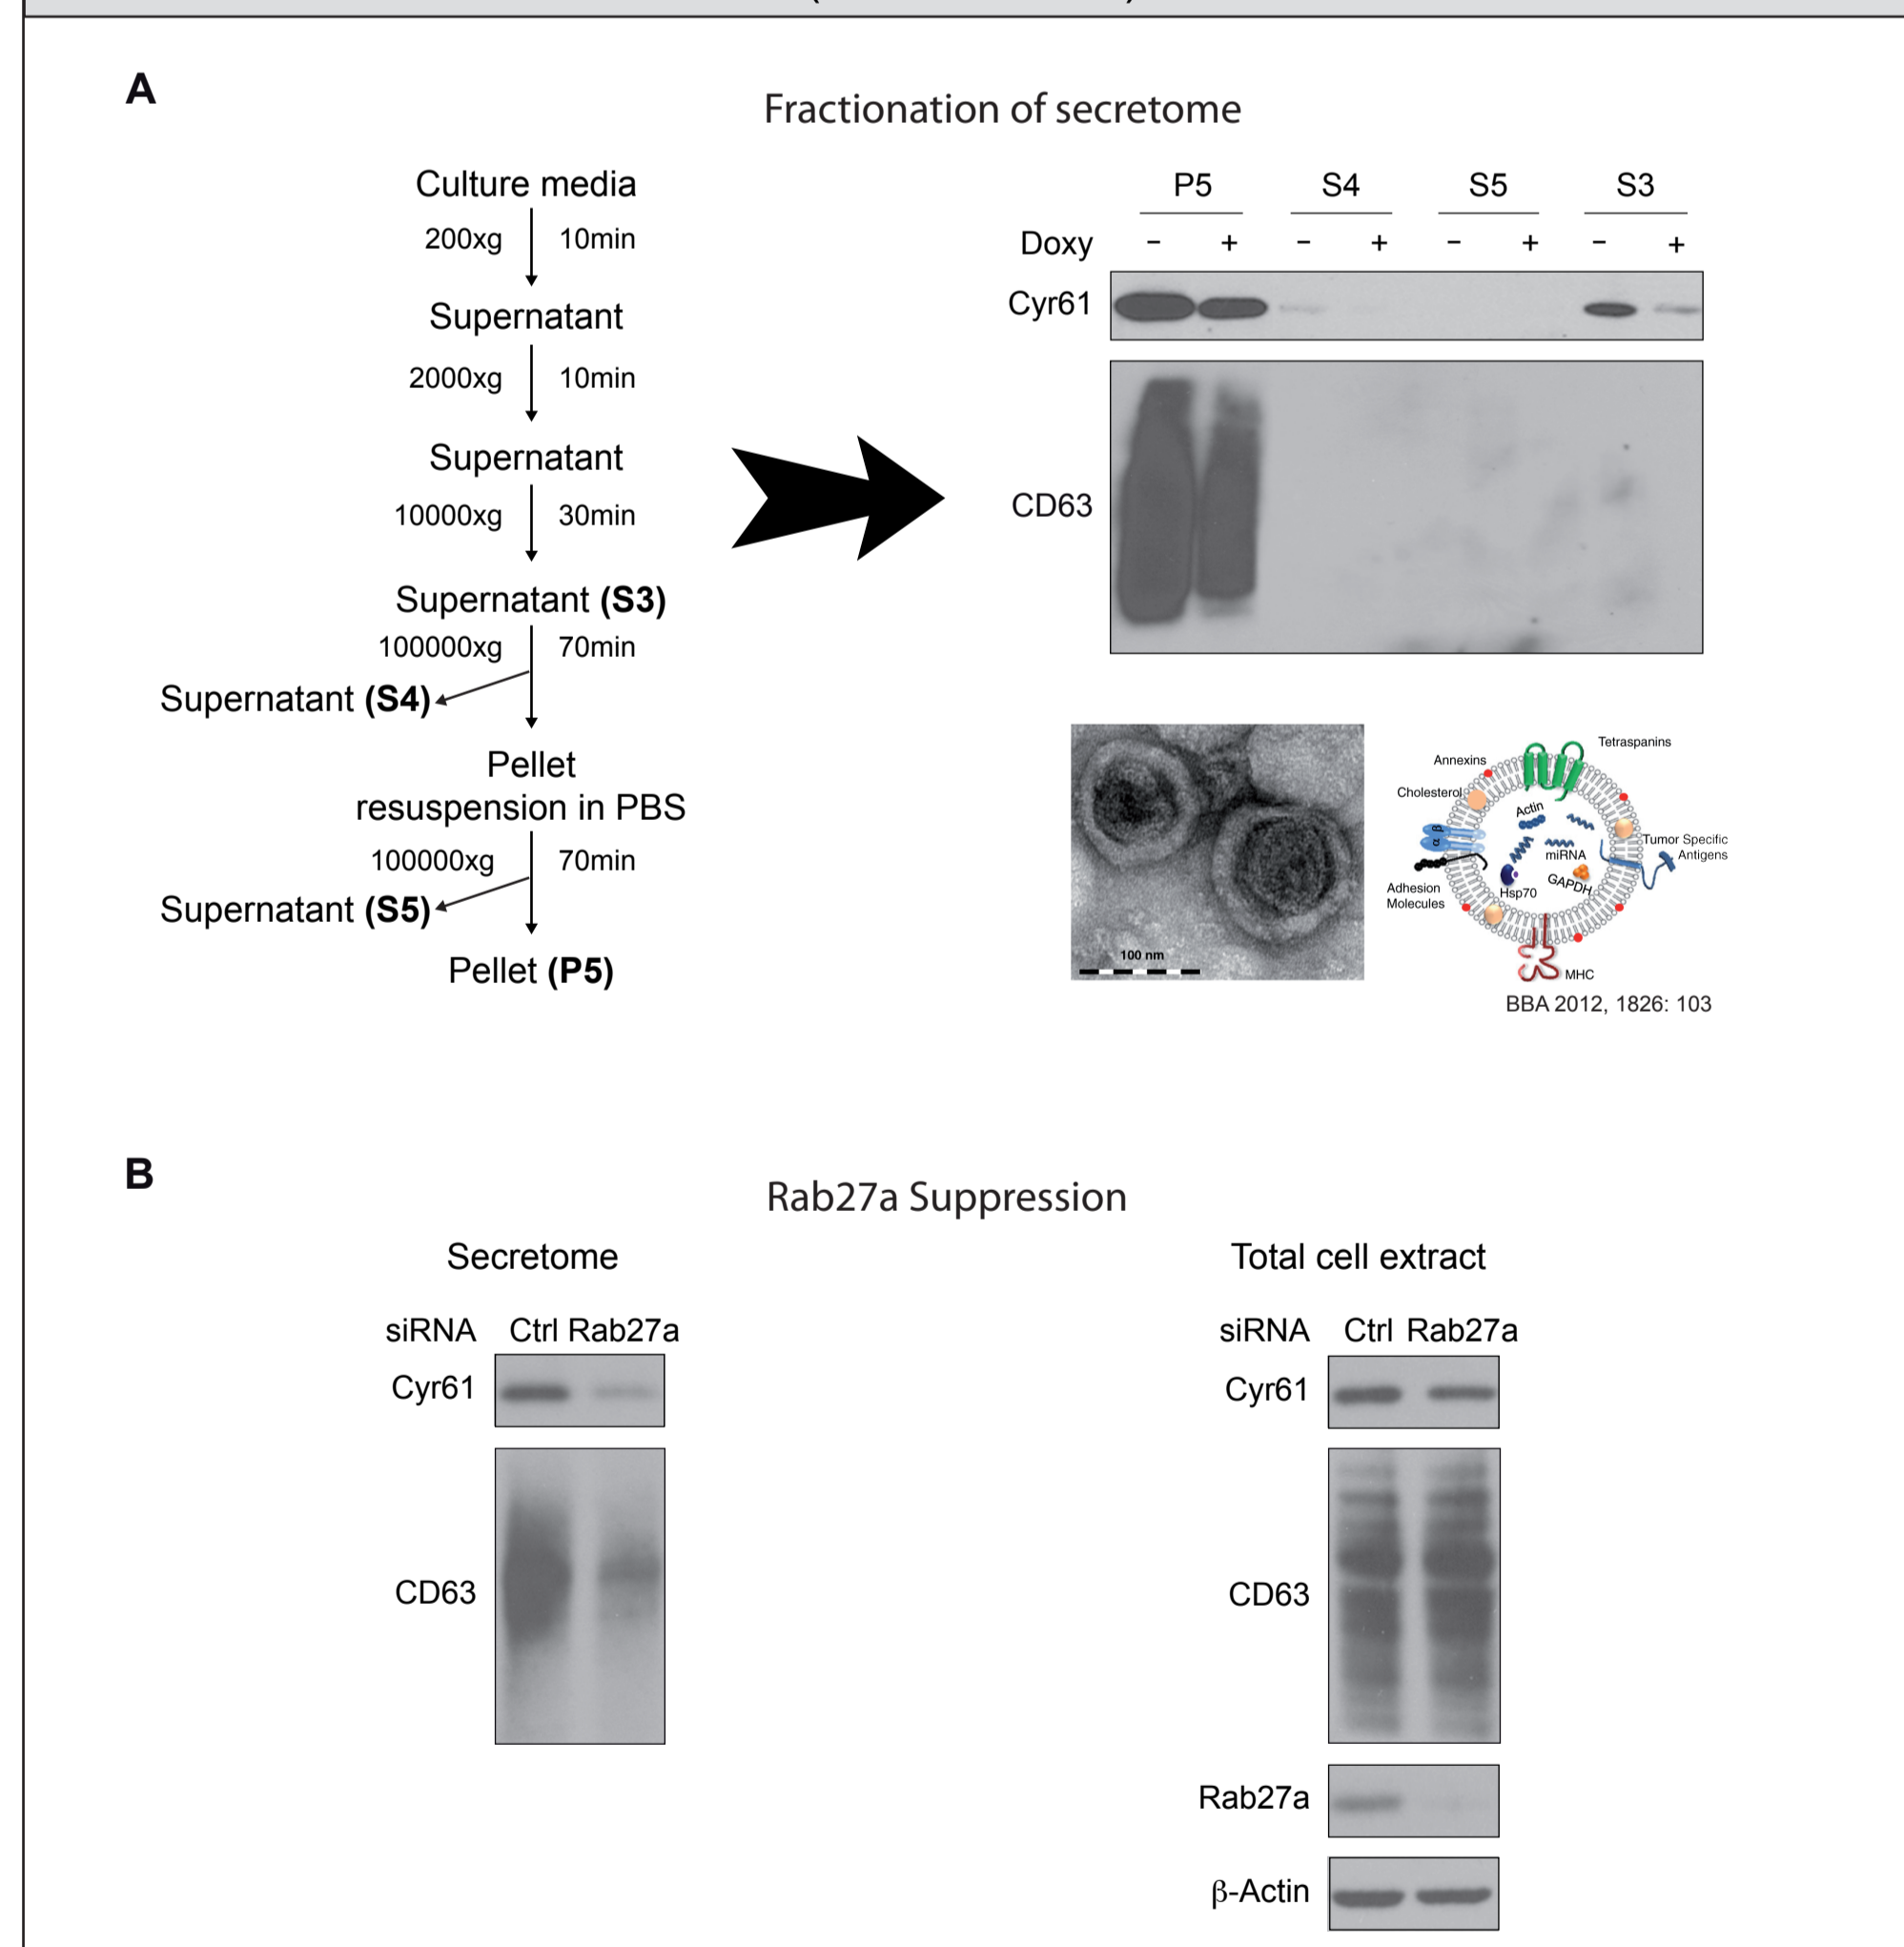 A
Fractionation of secretome
Culture media
200xg 10min
Supernatant
2000xg 10min
Supernatant
10000xg 30min
Supernatant (S3)
100000xg 70min
Supernatant (S4)
Pellet
resuspension in PBS
100000xg 70min
Supernatant (S5)
Pellet (P5)
P5 S4 S5 S3
Doxy − + − + − + − +
Cyr61
CD63
100 nm
Tetraspanins
Annexins
Cholesterol
Actin
β
α
miRNA
Tumor Specific
Antigens
GAPDH
Hsp70
Adhesion
Molecules
MHC
BBA 2012, 1826: 103
B
Rab27a Suppression
Secretome
siRNA Ctrl Rab27a
Cyr61
CD63
Total cell extract
siRNA Ctrl Rab27a
Cyr61
CD63
Rab27a
β-Actin